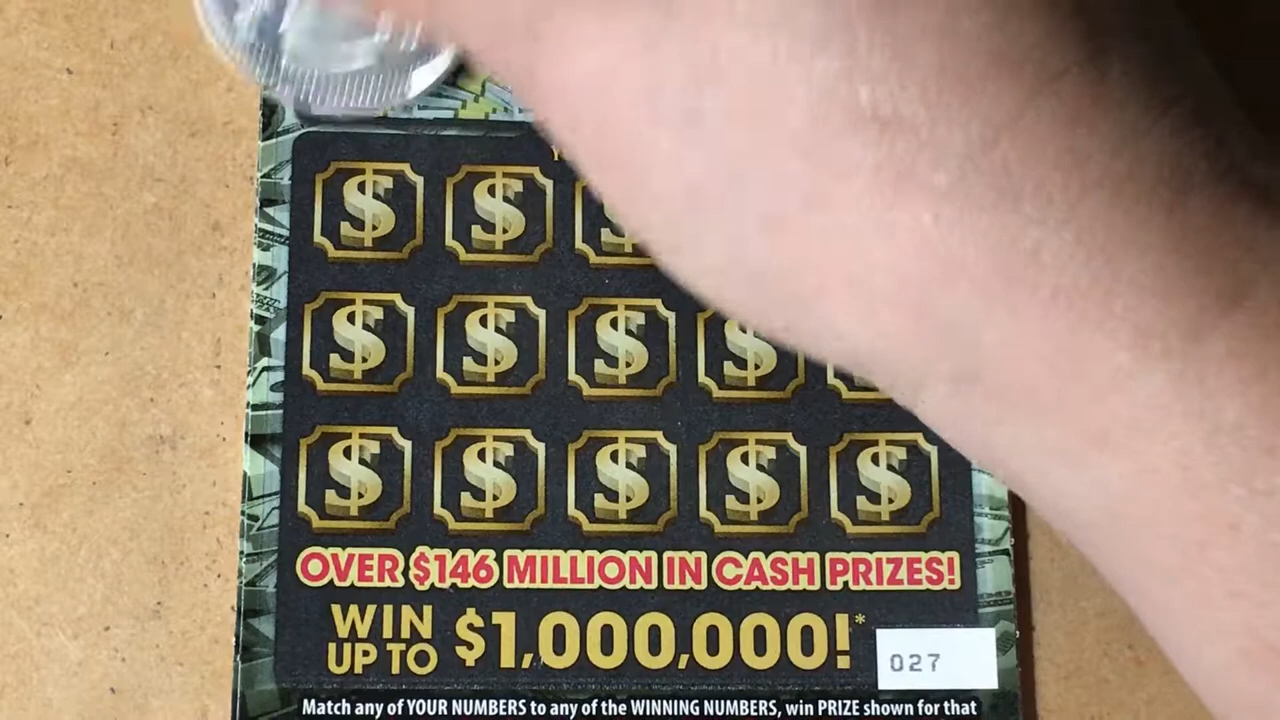 $ $ $
$ $ $ $
$ $ $ $ $
OVER $146 MILLION IN CASH PRIZES!
WIN UP TO $1,000,000!*
027
Match any of YOUR NUMBERS to any of the WINNING NUMBERS, win PRIZE shown for that